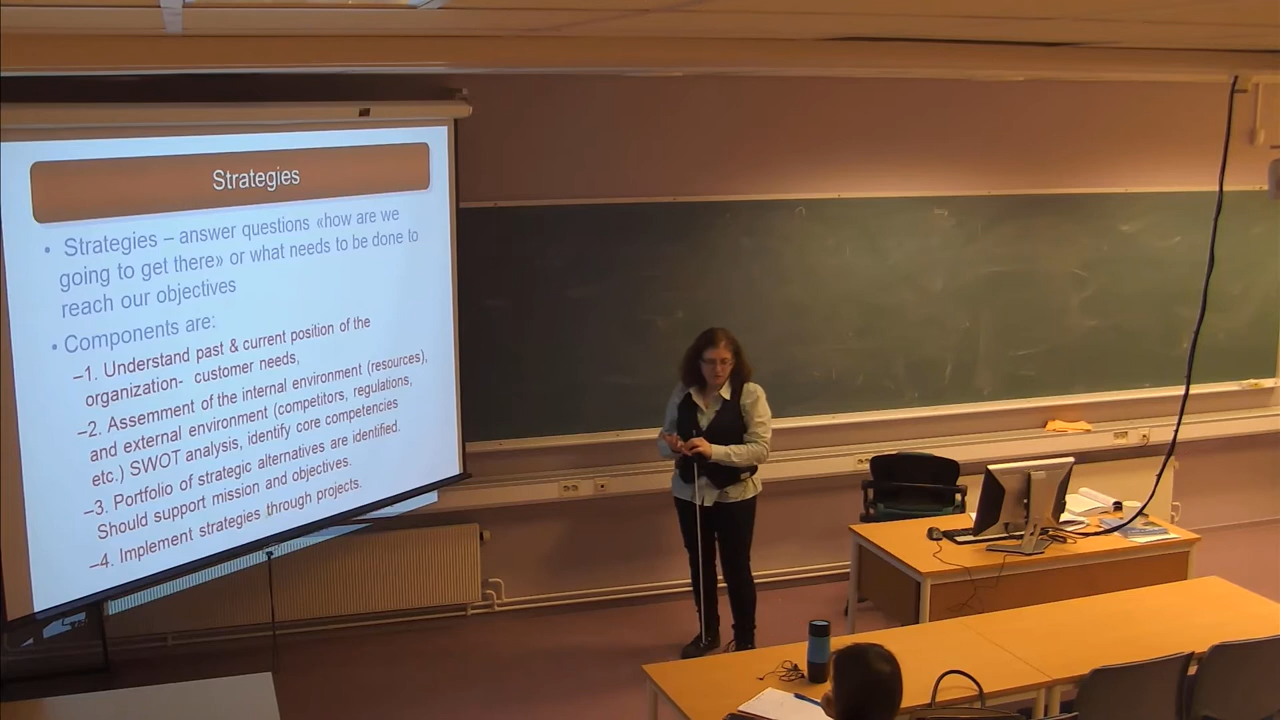 Strategies
• Strategies – answer questions «how are we
going to get there» or what needs to be done to
reach our objectives
• Components are:
–1. Understand past & current position of the
organization- customer needs,
–2. Assemment of the internal environment (resources),
and external environment (competitors, regulations,
etc.) SWOT analysis, identify core competencies
–3. Portfolio of strategic alternatives are identified.
Should support mission and objectives.
–4. Implement strategies through projects.